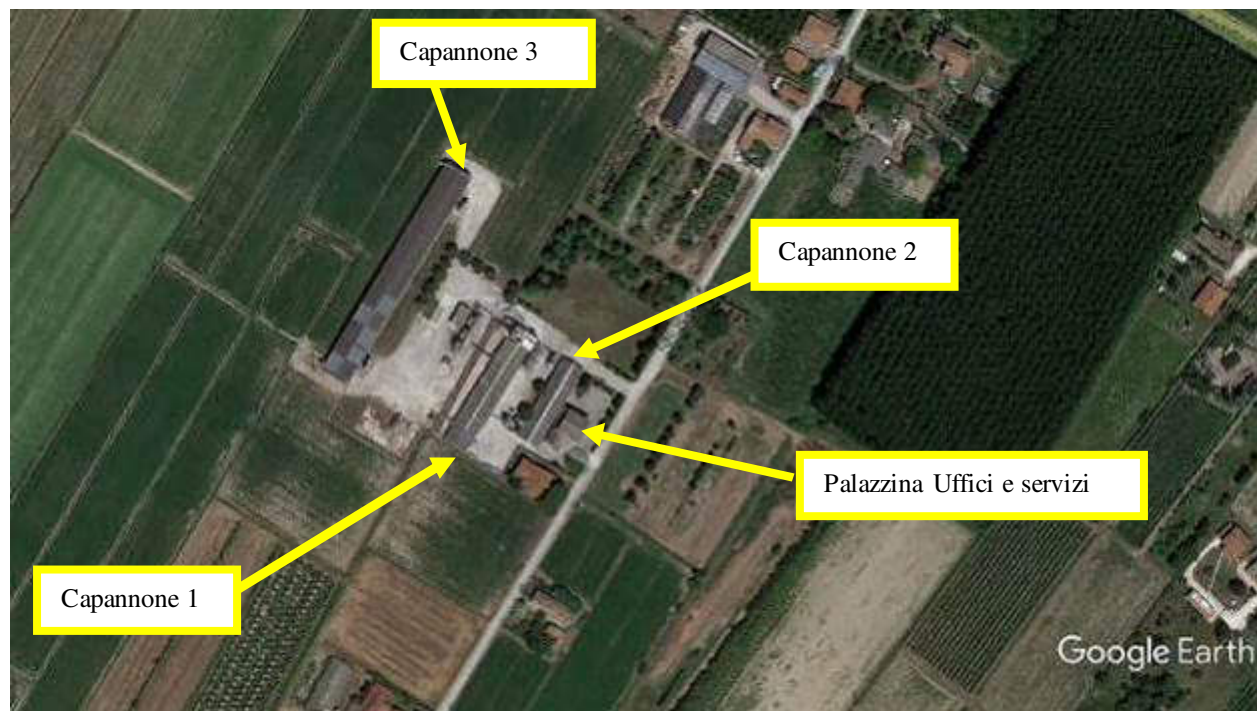 Capannone 3
Capannone 2
Palazzina Uffici e servizi
Capannone 1
Google Earth